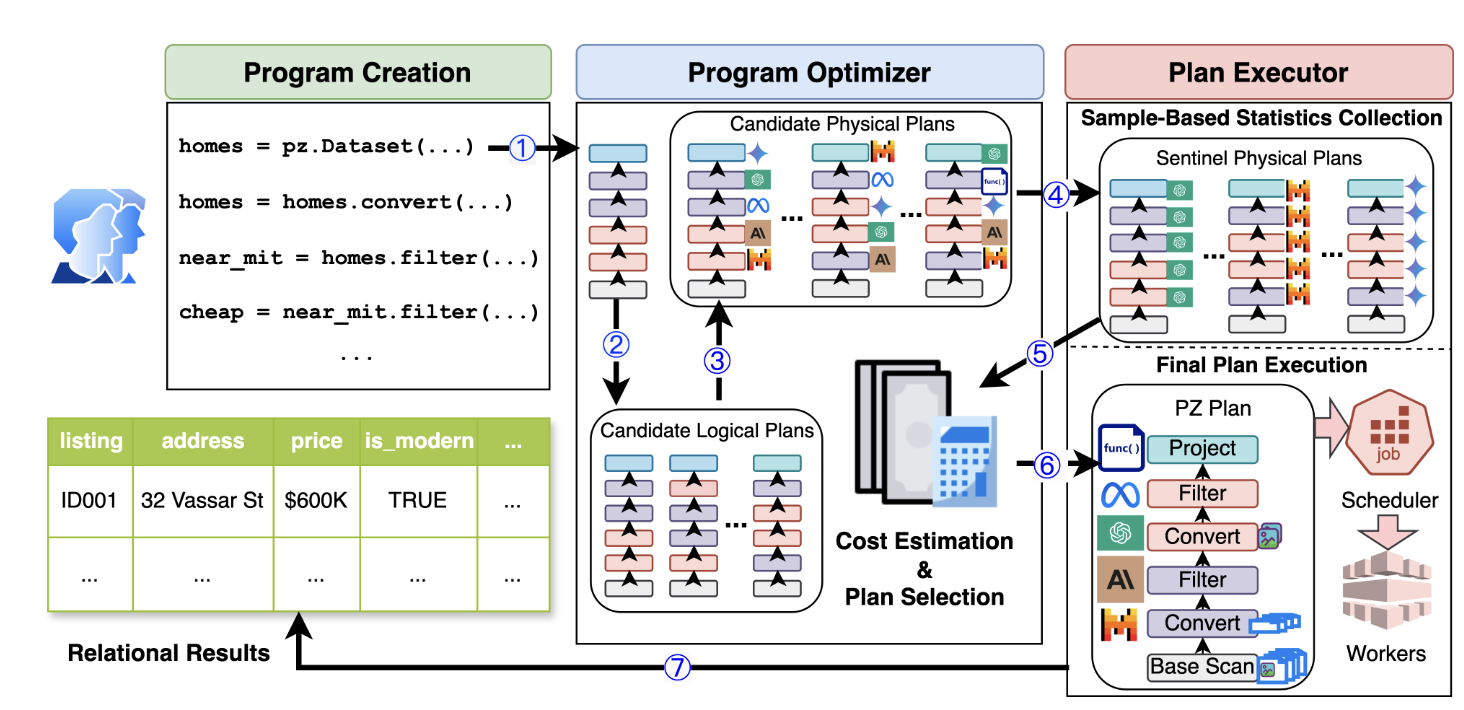 Program Creation
homes = pz.Dataset(...)
homes = homes.convert(...)
near_mit = homes.filter(...)
cheap = near_mit.filter(...)
...
①
Program Optimizer
Candidate Physical Plans
...
...
func( )
②
③
Candidate Logical Plans
...
Cost Estimation
&
Plan Selection
④
⑤
⑥
Plan Executor
Sample-Based Statistics Collection
Sentinel Physical Plans
...
...
Final Plan Execution
PZ Plan
func( )
Project
Filter
Convert
Filter
Convert
Base Scan
job
Scheduler
Workers
⑦
listing address price is_modern ...
ID001 32 Vassar St $600K TRUE ...
... ... ... ... ...
Relational Results